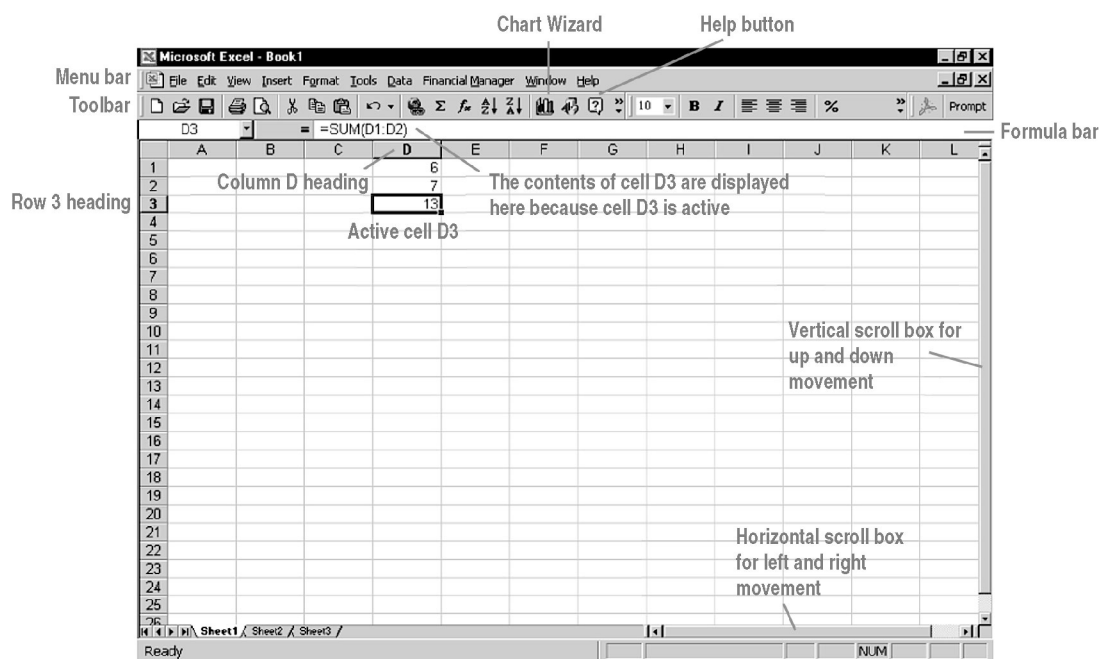 Chart Wizard
Help button
Microsoft Excel - Book1
Menu bar
File Edit View Insert Format Tools Data Financial Manager Window Help
Toolbar
10 B I % Prompt
D3 = =SUM(D1:D2)
Formula bar
A B C D E F G H I J K L
1 6
Column D heading
The contents of cell D3 are displayed
2 7
Row 3 heading
here because cell D3 is active
3 13
4
Active cell D3
5
6
7
8
9
10
Vertical scroll box for
11
up and down
12
movement
13
14
15
16
17
18
19
20
21
Horizontal scroll box
22
for left and right
23
movement
24
25
26
Sheet1 Sheet2 Sheet3
Ready NUM